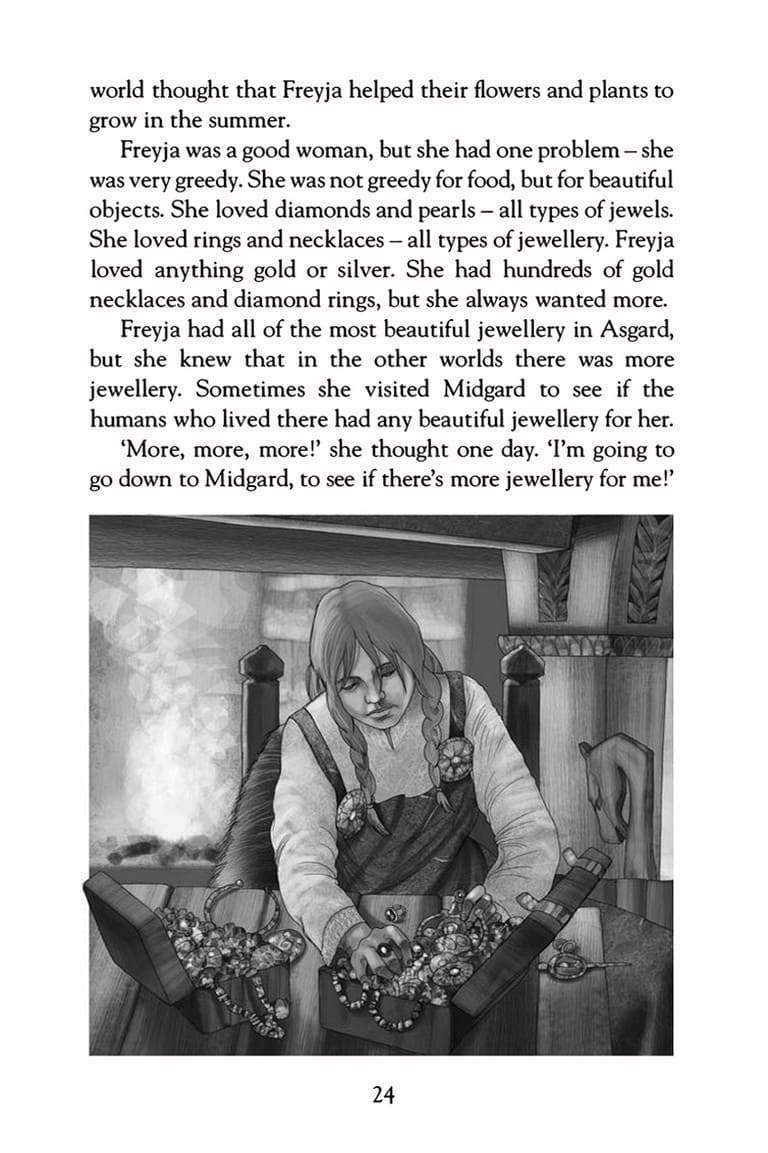 world thought that Freyja helped their flowers and plants to
grow in the summer.
Freyja was a good woman, but she had one problem – she
was very greedy. She was not greedy for food, but for beautiful
objects. She loved diamonds and pearls – all types of jewels.
She loved rings and necklaces – all types of jewellery. Freyja
loved anything gold or silver. She had hundreds of gold
necklaces and diamond rings, but she always wanted more.
Freyja had all of the most beautiful jewellery in Asgard,
but she knew that in the other worlds there was more
jewellery. Sometimes she visited Midgard to see if the
humans who lived there had any beautiful jewellery for her.
‘More, more, more!’ she thought one day. ‘I’m going to
go down to Midgard, to see if there’s more jewellery for me!’
24